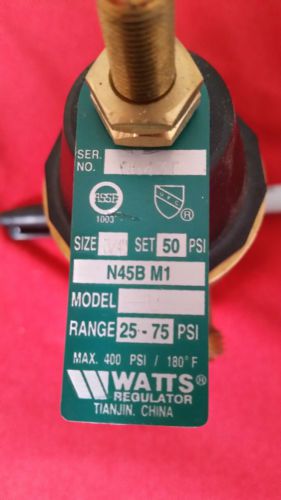 SER.
NO.
ASSE
1003
UPC
®
SIZE SET 50 PSI
N45B M1
MODEL
RANGE 25-75 PSI
MAX. 400 PSI / 180°F
WATTS®
REGULATOR
TIANJIN, CHINA